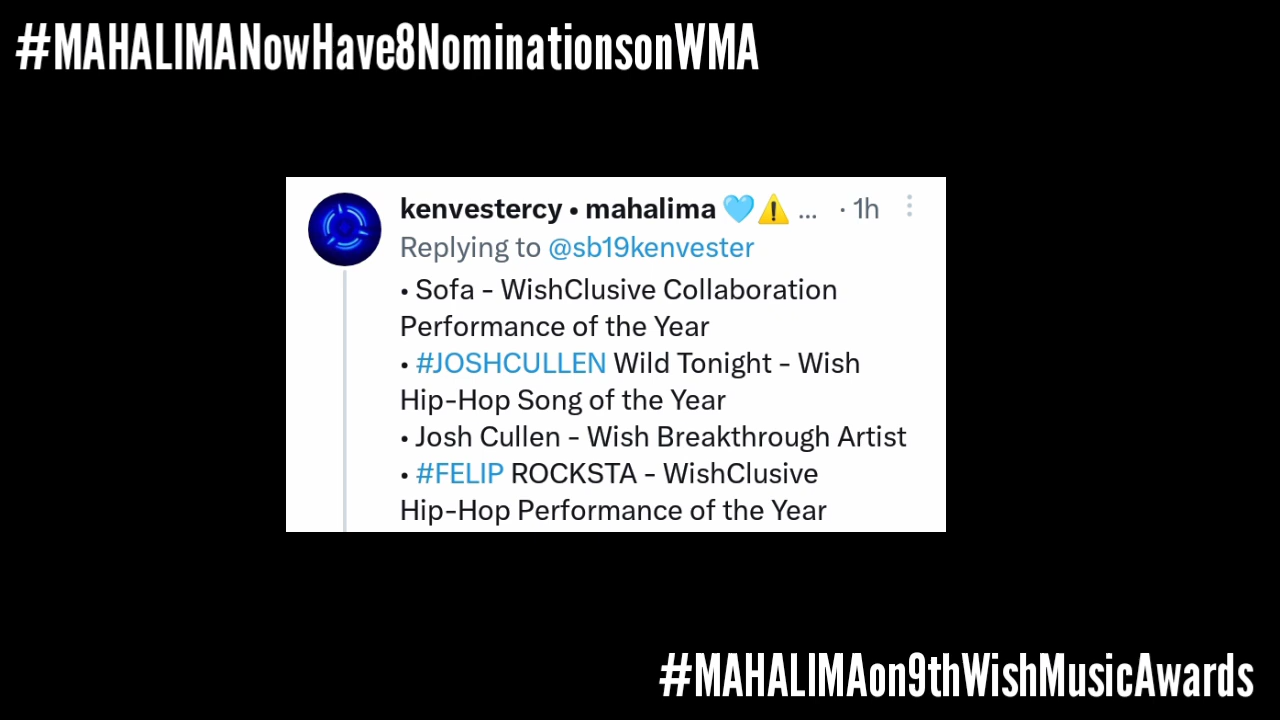 #MAHALIMANowHave8NominationsonWMA
kenvestercy • mahalima 🩵⚠️ ... · 1h
Replying to @sb19kenvester
• Sofa - WishClusive Collaboration
Performance of the Year
• #JOSHCULLEN Wild Tonight - Wish
Hip-Hop Song of the Year
• Josh Cullen - Wish Breakthrough Artist
• #FELIP ROCKSTA - WishClusive
Hip-Hop Performance of the Year
#MAHALIMAon9thWishMusicAwards